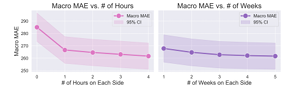 Macro MAE vs. # of Hours
Macro MAE vs. # of Weeks
Macro MAE
95% CI
Macro MAE
95% CI
Macro MAE
290
280
270
260
250
0 1 2 3 4
1 2 3 4 5
# of Hours on Each Side
# of Weeks on Each Side